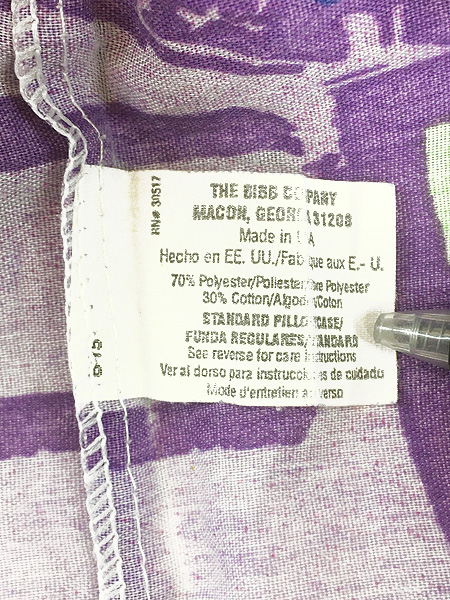 THE BIBB COMPANY
MACON, GEORGIA 31208
Made in USA
Hecho en EE. UU./Fabrique aux E.- U.
70% Polyester/Poliester/Fibre Polyester
30% Cotton/Algodon/Coton
STANDARD PILLOWCASE/
FUNDA REGULARES/STANDARD
See reverse for care instructions
Ver al dorso para instrucciones de cuidado
Mode d'entretien au verso
RN# 30517